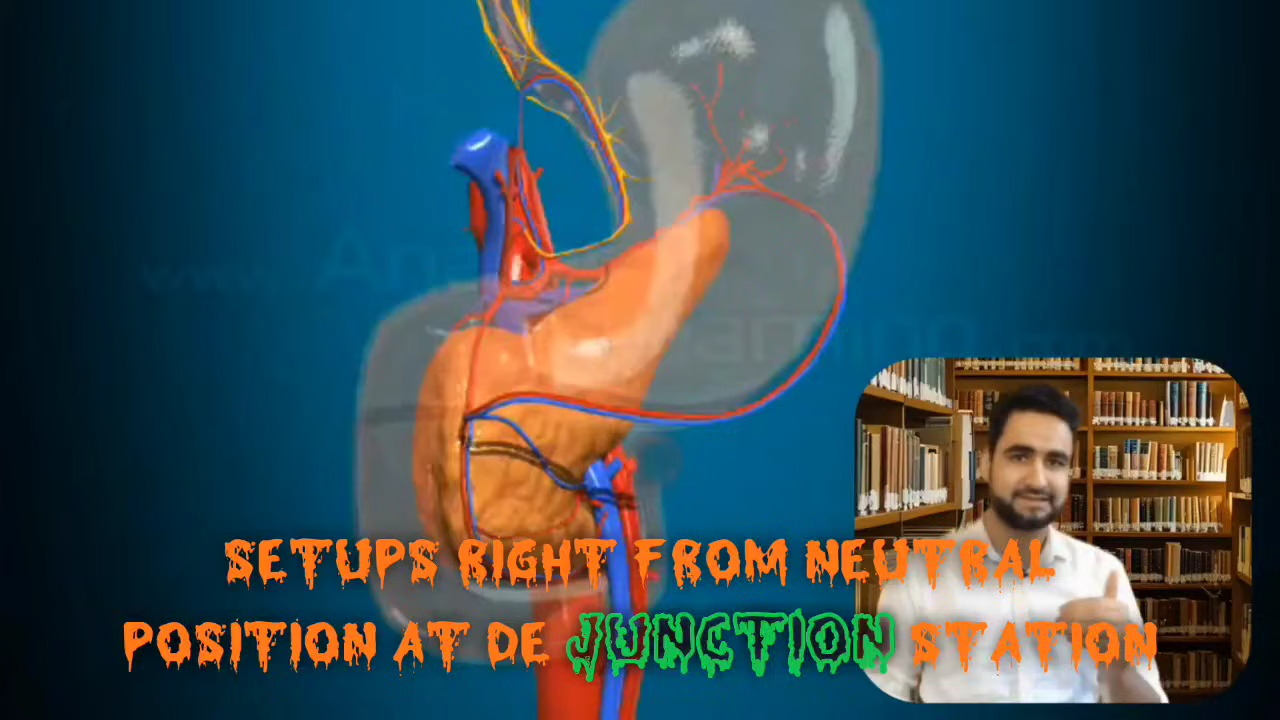 SETUPS RIGHT FROM NEUTRAL
POSITION AT DE JUNCTION STATION